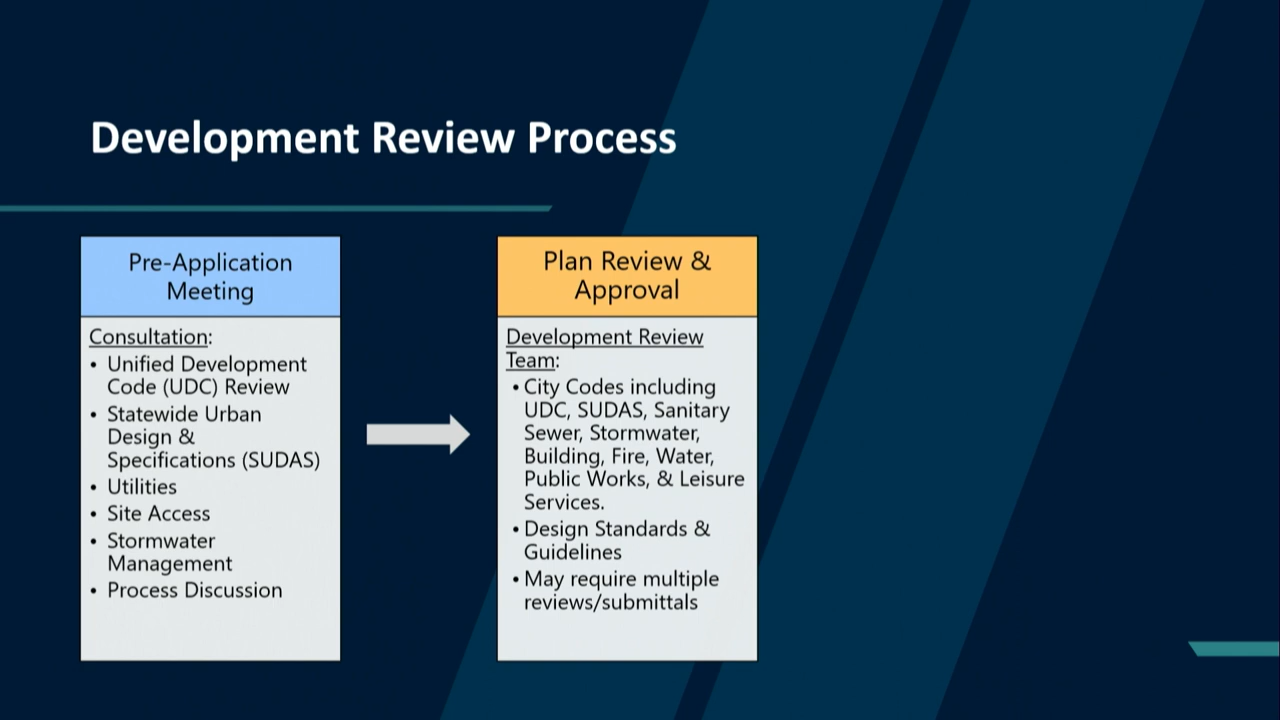 Development Review Process
Pre-Application
Meeting
Consultation:
• Unified Development
Code (UDC) Review
• Statewide Urban
Design &
Specifications (SUDAS)
• Utilities
• Site Access
• Stormwater
Management
• Process Discussion
Plan Review &
Approval
Development Review
Team:
• City Codes including
UDC, SUDAS, Sanitary
Sewer, Stormwater,
Building, Fire, Water,
Public Works, & Leisure
Services.
• Design Standards &
Guidelines
• May require multiple
reviews/submittals